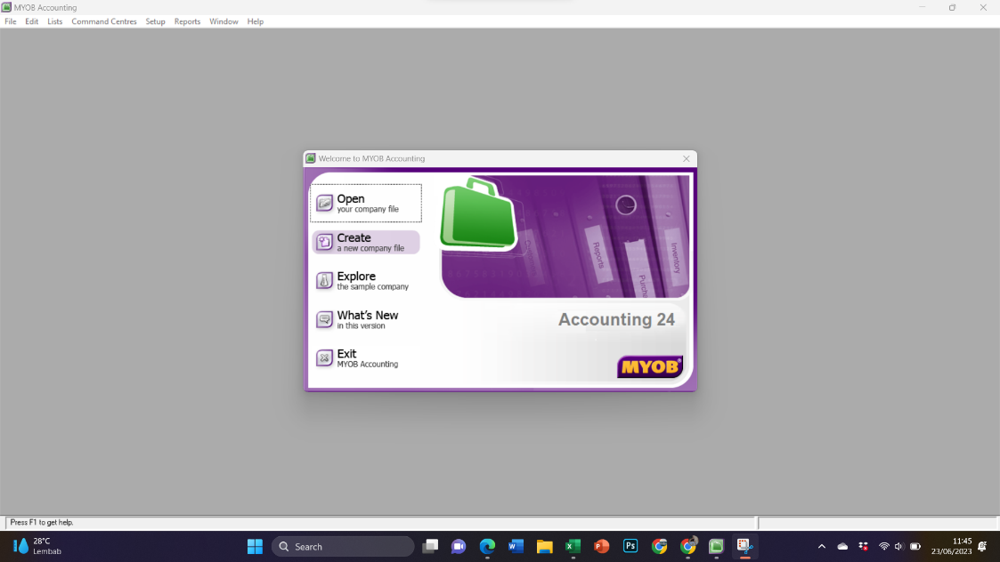 MYOB Accounting
File Edit Lists Command Centres Setup Reports Window Help
Welcome to MYOB Accounting
Open
your company file
Create
a new company file
Explore
the sample company
What's New
in this version
Exit
MYOB Accounting
Reports
Inventory
Accounting 24
MYOB®
Press F1 to get help.
28°C
Lembab
Search
Ps
11:45
23/06/2023